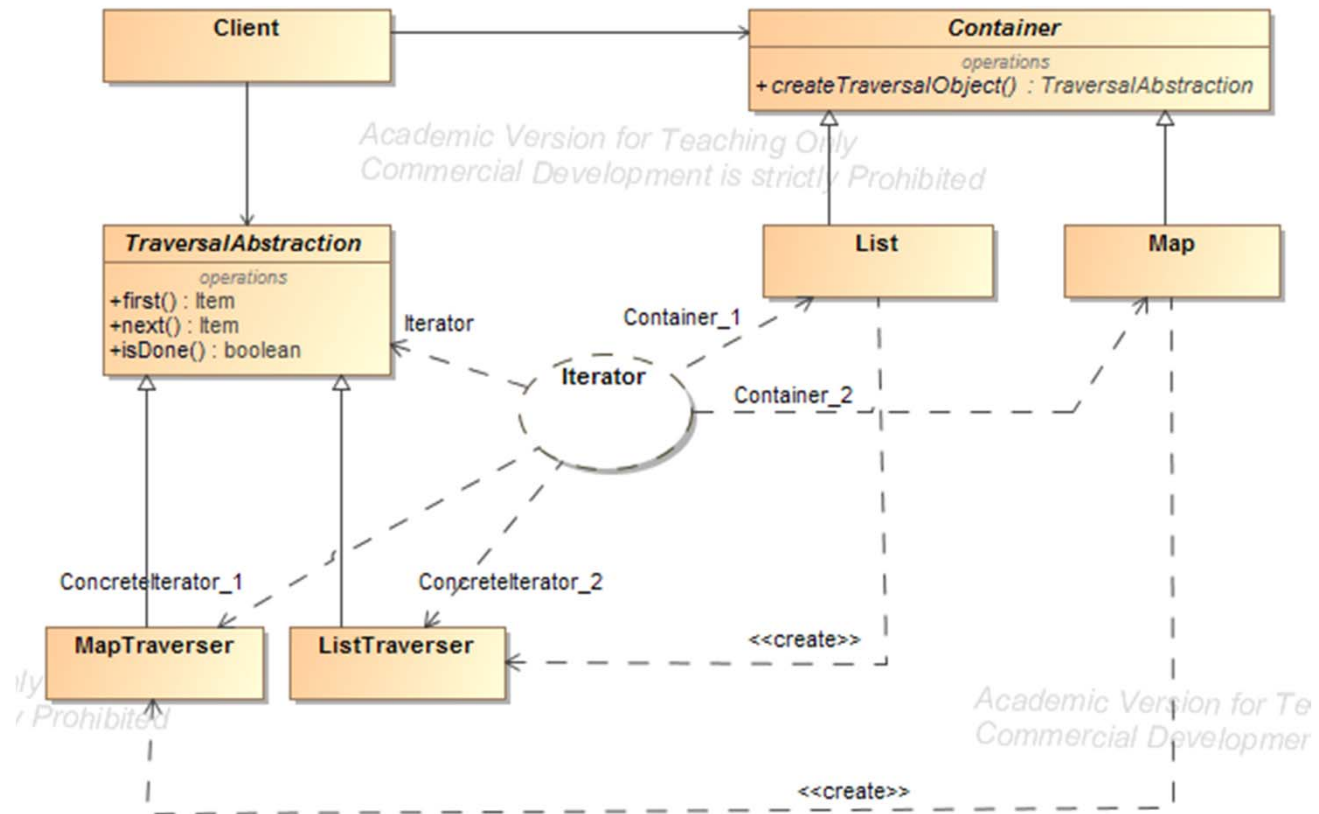 Client
Container
operations
+createTraversalObject() : TraversalAbstraction
Academic Version for Teaching Only
Commercial Development is strictly Prohibited
TraversalAbstraction
operations
+first() : Item
+next() : Item
+isDone() : boolean
List
Map
Iterator
Container_1
Iterator
Container_2
ConcreteIterator_1
ConcreteIterator_2
MapTraverser
ListTraverser
<<create>>
ly
y Prohibited
Academic Version for Te
Commercial Developmer
<<create>>